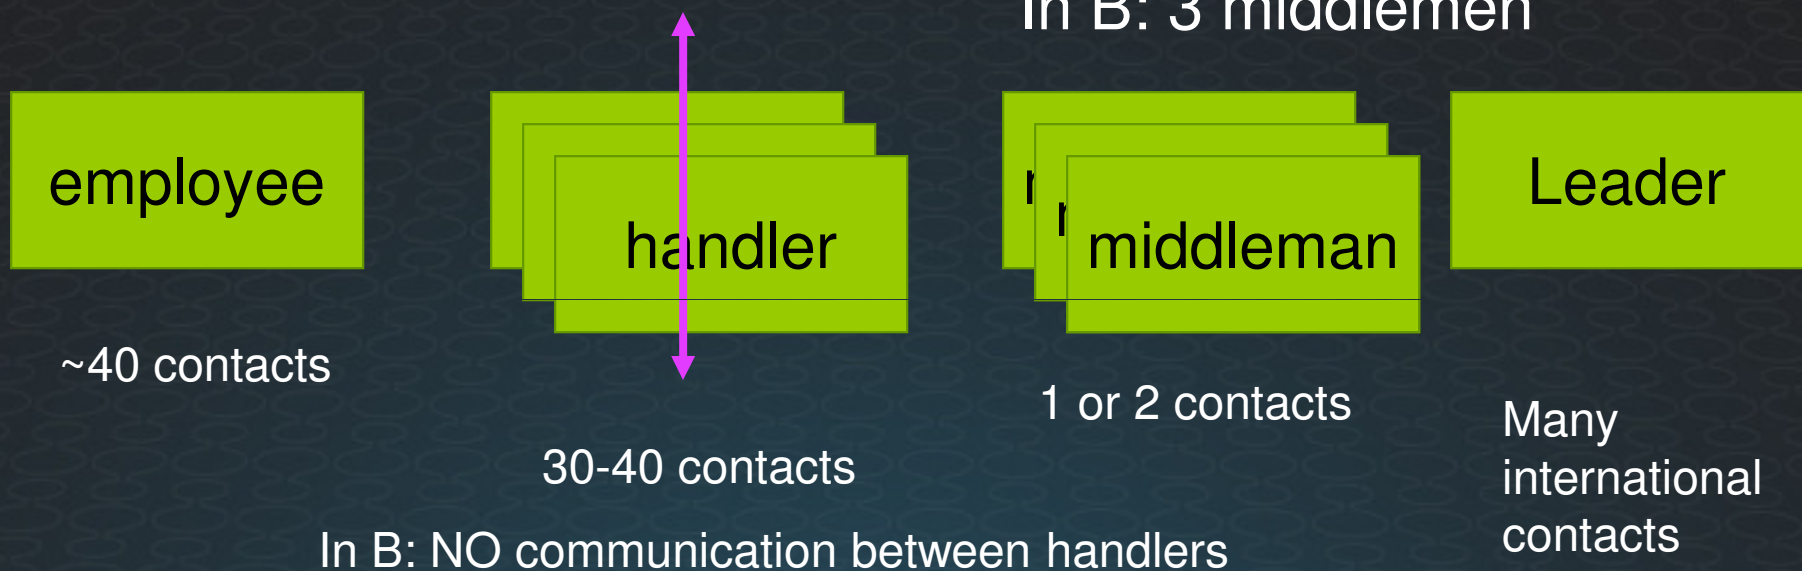 In B: 3 middlemen
employee
handler
middleman
Leader
~40 contacts
30-40 contacts
1 or 2 contacts
Many
international
contacts
In B: NO communication between handlers